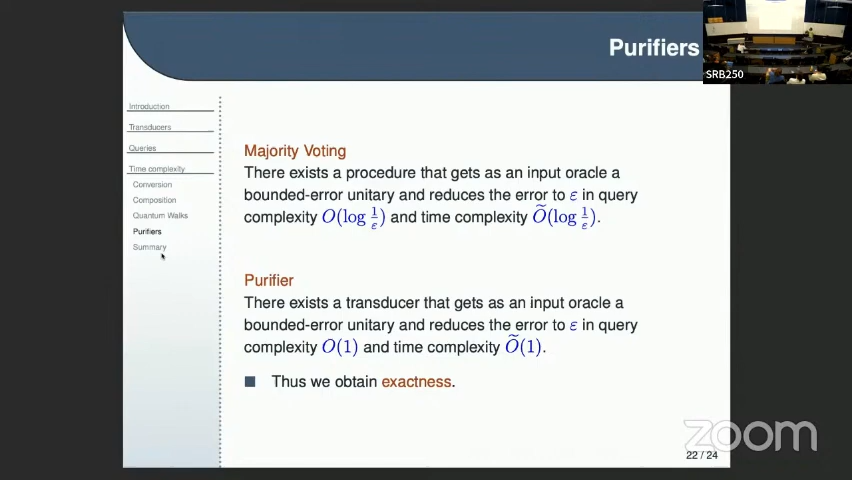 Purifiers
SRB250
Introduction
Transducers
Queries
Time complexity
Conversion
Composition
Quantum Walks
Purifiers
Summary
Majority Voting
There exists a procedure that gets as an input oracle a
bounded-error unitary and reduces the error to ε in query
complexity O(log 1/ε) and time complexity Õ(log 1/ε).
Purifier
There exists a transducer that gets as an input oracle a
bounded-error unitary and reduces the error to ε in query
complexity O(1) and time complexity Õ(1).
Thus we obtain exactness.
zoom
22 / 24